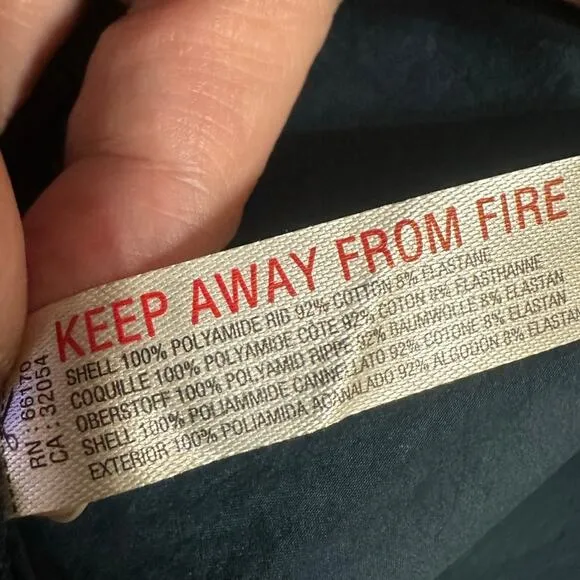 KEEP AWAY FROM FIRE
SHELL 100% POLYAMIDE RIB 92% COTTON 8% ELASTANE
COQUILLE 100% POLYAMIDE COTE 92% COTON 8% ELASTHANNE
OBERSTOFF 100% POLYAMID RIPPE 92% BAUMWOLLE 8% ELASTAN
SHELL 100% POLIAMMIDE CANNELLATO 92% COTONE 8% ELASTAN
EXTERIOR 100% POLIAMIDA ACANALADO 92% ALGODON 8% ELASTAN
RN : 66170
CA : 32054